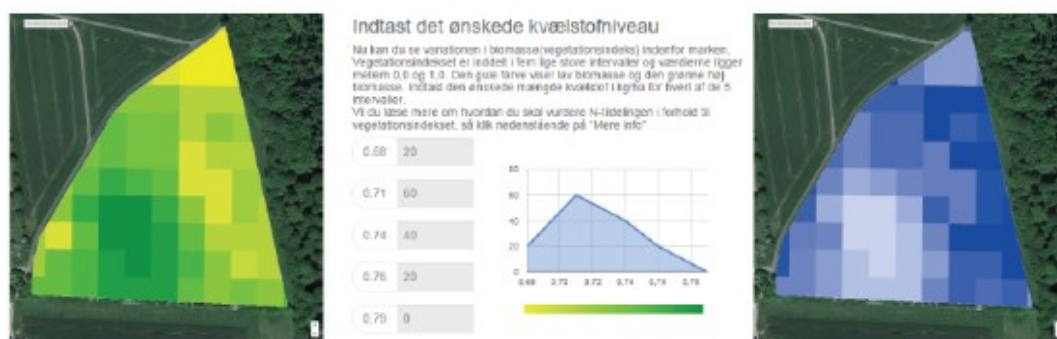 Indtast det ønskede kvælstofniveau
Nu kan du se variationen i biomasse(vegetationsindeks) indenfor marken.
Vegetationsindekset er inddelt i fem lige store intervaller og værdierne ligger
mellem 0,0 og 1,0. Den gule farve viser lav biomasse og den grønne høj
biomasse. Indtast den ønskede mængde kvælstof i kg/ha for hvert af de 5
intervaller.
Vil du læse mere om hvordan du skal vurdere N-tildelingen i forhold til
vegetationsindekset, så klik nedenstående på "Mere info"
0.68 20
0.71 60
0.74 40
0.76 20
0.79 0
80
60
40
20
0